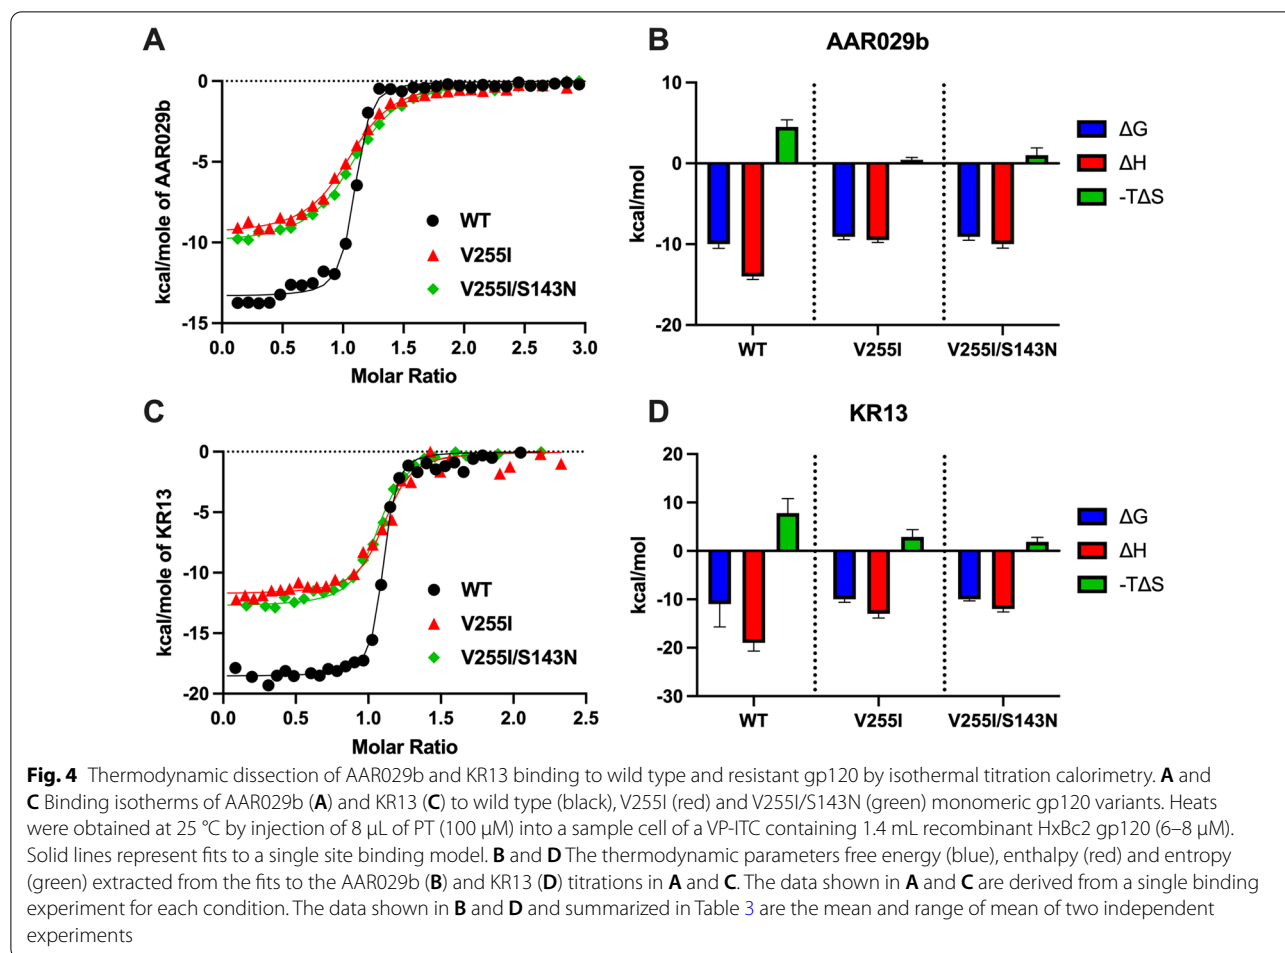 A
kcal/mole of AAR029b
0
-5
-10
-15
0.0 0.5 1.0 1.5 2.0 2.5 3.0
Molar Ratio
WT
V255I
V255I/S143N
B
AAR029b
kcal/mol
10
0
-10
-20
WT V255I V255I/S143N
ΔG
ΔH
-TΔS
C
kcal/mole of KR13
0
-5
-10
-15
-20
0.0 0.5 1.0 1.5 2.0 2.5
Molar Ratio
WT
V255I
V255I/S143N
D
KR13
kcal/mol
20
10
0
-10
-20
-30
WT V255I V255I/S143N
ΔG
ΔH
-TΔS
Fig. 4 Thermodynamic dissection of AAR029b and KR13 binding to wild type and resistant gp120 by isothermal titration calorimetry. A and
C Binding isotherms of AAR029b (A) and KR13 (C) to wild type (black), V255I (red) and V255I/S143N (green) monomeric gp120 variants. Heats
were obtained at 25 °C by injection of 8 μL of PT (100 μM) into a sample cell of a VP-ITC containing 1.4 mL recombinant HxBc2 gp120 (6–8 μM).
Solid lines represent fits to a single site binding model. B and D The thermodynamic parameters free energy (blue), enthalpy (red) and entropy
(green) extracted from the fits to the AAR029b (B) and KR13 (D) titrations in A and C. The data shown in A and C are derived from a single binding
experiment for each condition. The data shown in B and D and summarized in Table 3 are the mean and range of mean of two independent
experiments